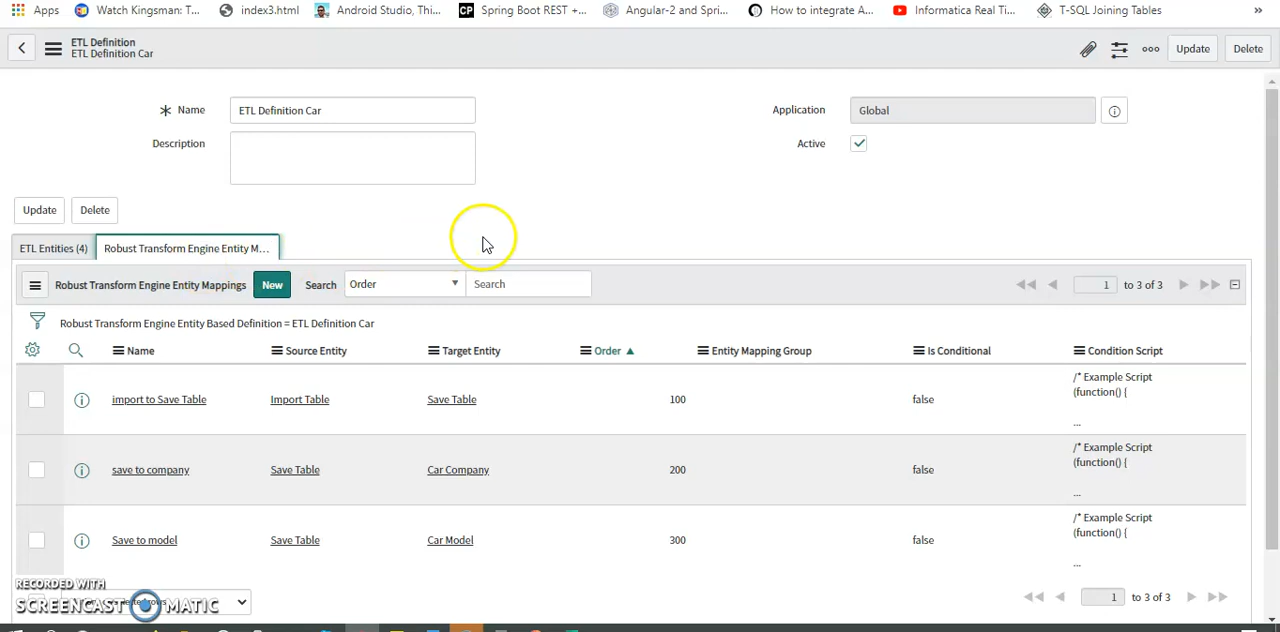 Apps Watch Kingsman: T... index3.html Android Studio, Thi... CP Spring Boot REST +... Angular-2 and Spri... How to integrate A... Informatica Real Ti... T-SQL Joining Tables »
ETL Definition
ETL Definition Car
Update Delete
Name ETL Definition Car Application Global
Description Active
Update Delete
ETL Entities (4) Robust Transform Engine Entity M...
Robust Transform Engine Entity Mappings New Search Order Search 1 to 3 of 3
Robust Transform Engine Entity Based Definition = ETL Definition Car
Name Source Entity Target Entity Order ▲ Entity Mapping Group Is Conditional Condition Script
import to Save Table Import Table Save Table 100 false /* Example Script
(function() {
...
save to company Save Table Car Company 200 false /* Example Script
(function() {
...
Save to model Save Table Car Model 300 false /* Example Script
(function() {
...
RECORDED WITH
SCREENCAST MATIC
1 to 3 of 3